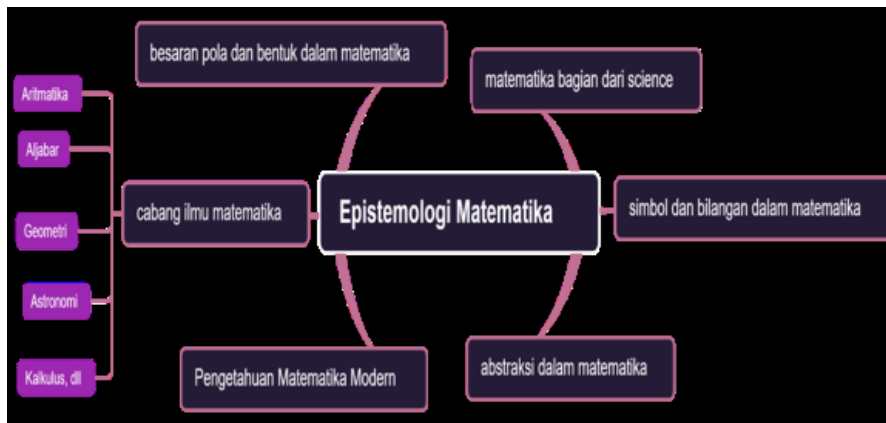 besaran pola dan bentuk dalam matematika
matematika bagian dari science
Aritmatika
Aljabar
cabang ilmu matematika
Epistemologi Matematika
simbol dan bilangan dalam matematika
Geometri
Astronomi
Kalkulus, dll
Pengetahuan Matematika Modern
abstraksi dalam matematika